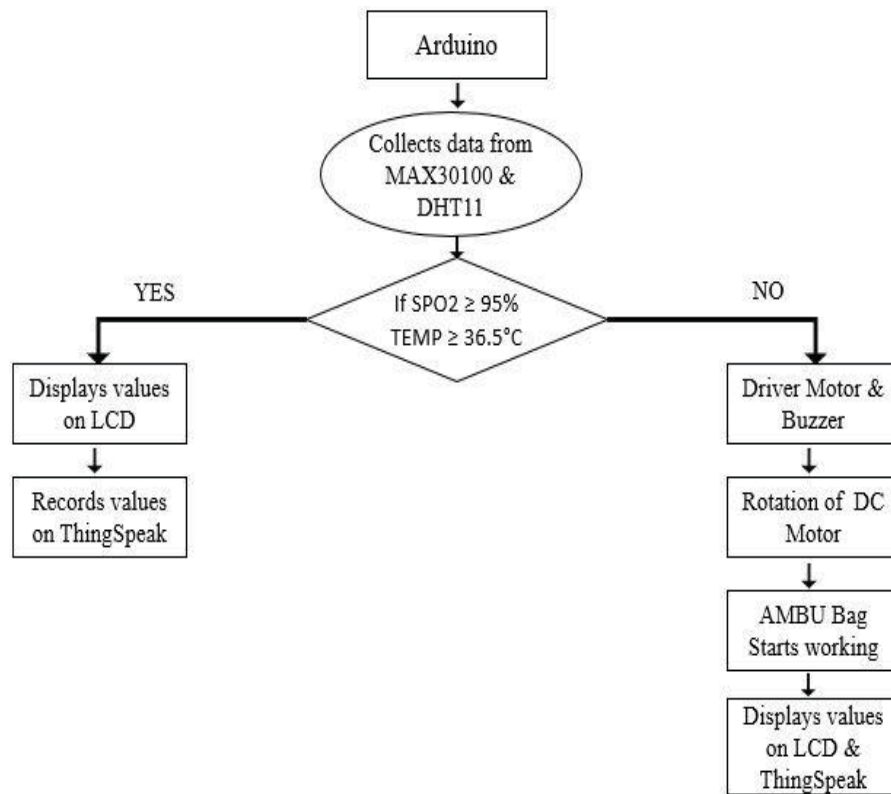 Arduino
Collects data from
MAX30100 &
DHT11
YES
If SPO2 ≥ 95%
TEMP ≥ 36.5°C
NO
Displays values
on LCD
Records values
on ThingSpeak
Driver Motor &
Buzzer
Rotation of DC
Motor
AMBU Bag
Starts working
Displays values
on LCD &
ThingSpeak